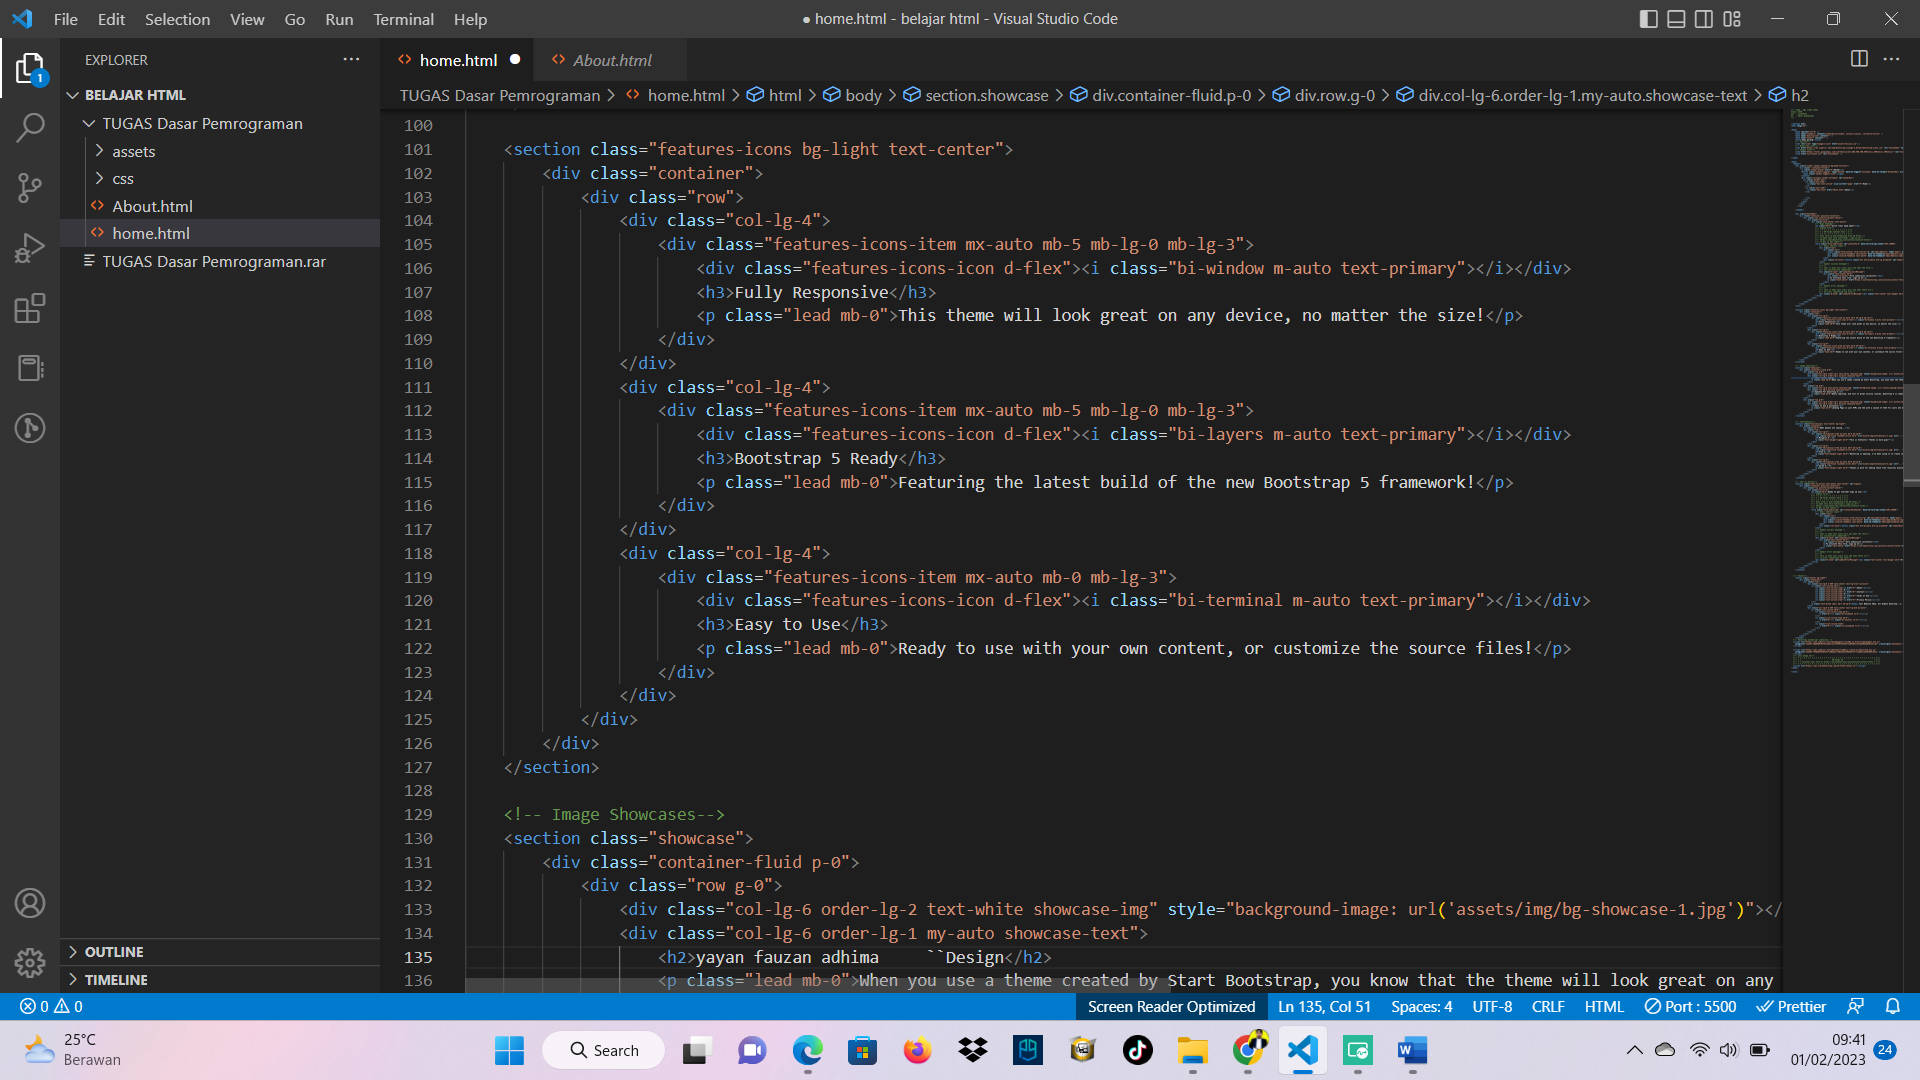 File Edit Selection View Go Run Terminal Help
● home.html - belajar html - Visual Studio Code
EXPLORER
BELAJAR HTML
TUGAS Dasar Pemrograman
assets
css
About.html
home.html
TUGAS Dasar Pemrograman.rar
OUTLINE
TIMELINE
1
home.html
About.html
TUGAS Dasar Pemrograman > home.html > html > body > section.showcase > div.container-fluid.p-0 > div.row.g-0 > div.col-lg-6.order-lg-1.my-auto.showcase-text > h2
100
101 <section class="features-icons bg-light text-center">
102 <div class="container">
103 <div class="row">
104 <div class="col-lg-4">
105 <div class="features-icons-item mx-auto mb-5 mb-lg-0 mb-lg-3">
106 <div class="features-icons-icon d-flex"><i class="bi-window m-auto text-primary"></i></div>
107 <h3>Fully Responsive</h3>
108 <p class="lead mb-0">This theme will look great on any device, no matter the size!</p>
109 </div>
110 </div>
111 <div class="col-lg-4">
112 <div class="features-icons-item mx-auto mb-5 mb-lg-0 mb-lg-3">
113 <div class="features-icons-icon d-flex"><i class="bi-layers m-auto text-primary"></i></div>
114 <h3>Bootstrap 5 Ready</h3>
115 <p class="lead mb-0">Featuring the latest build of the new Bootstrap 5 framework!</p>
116 </div>
117 </div>
118 <div class="col-lg-4">
119 <div class="features-icons-item mx-auto mb-0 mb-lg-3">
120 <div class="features-icons-icon d-flex"><i class="bi-terminal m-auto text-primary"></i></div>
121 <h3>Easy to Use</h3>
122 <p class="lead mb-0">Ready to use with your own content, or customize the source files!</p>
123 </div>
124 </div>
125 </div>
126 </div>
127 </section>
128
129 <!-- Image Showcases-->
130 <section class="showcase">
131 <div class="container-fluid p-0">
132 <div class="row g-0">
133 <div class="col-lg-6 order-lg-2 text-white showcase-img" style="background-image: url('assets/img/bg-showcase-1.jpg')"></
134 <div class="col-lg-6 order-lg-1 my-auto showcase-text">
135 <h2>yayan fauzan adhima     ``Design</h2>
136 <p class="lead mb-0">When you use a theme created by Start Bootstrap, you know that the theme will look great on any
0 0 Screen Reader Optimized Ln 135, Col 51 Spaces: 4 UTF-8 CRLF HTML Port : 5500 Prettier
25°C
Berawan
Search
09:41
01/02/2023
24